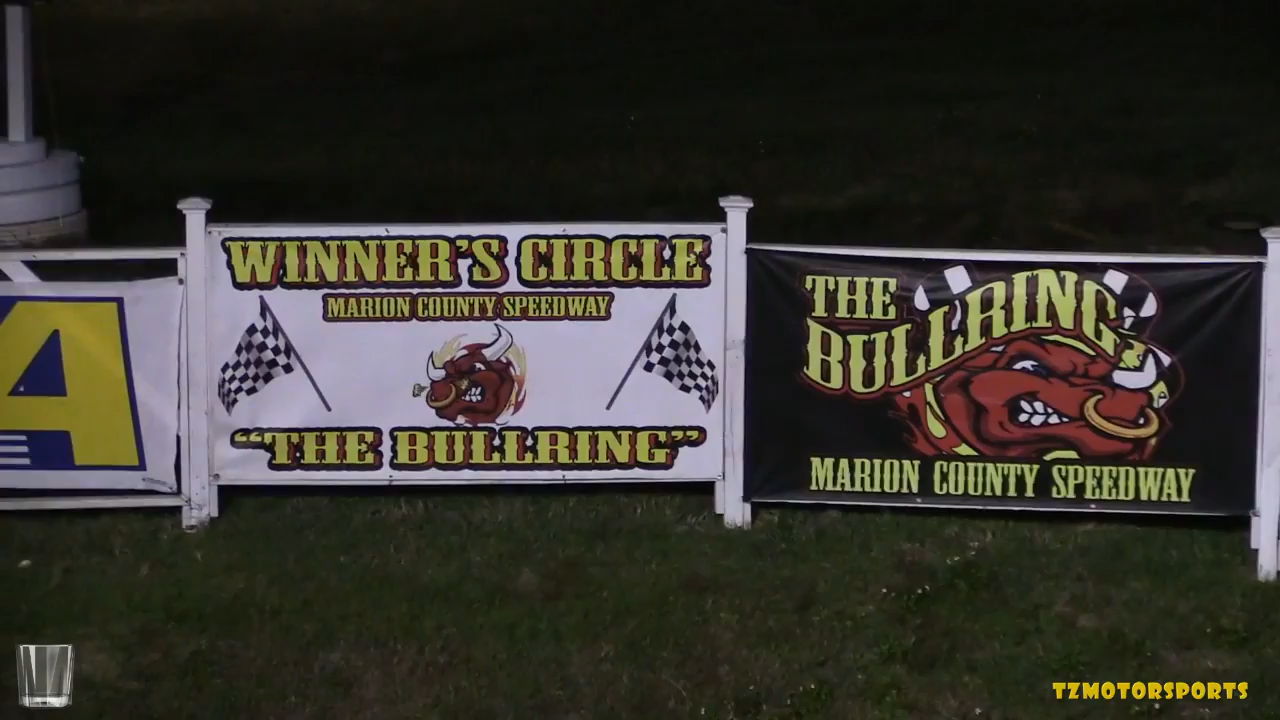 A
WINNER'S CIRCLE
MARION COUNTY SPEEDWAY
"THE BULLRING"
THE
BULLRING
MARION COUNTY SPEEDWAY
TZMOTORSPORTS